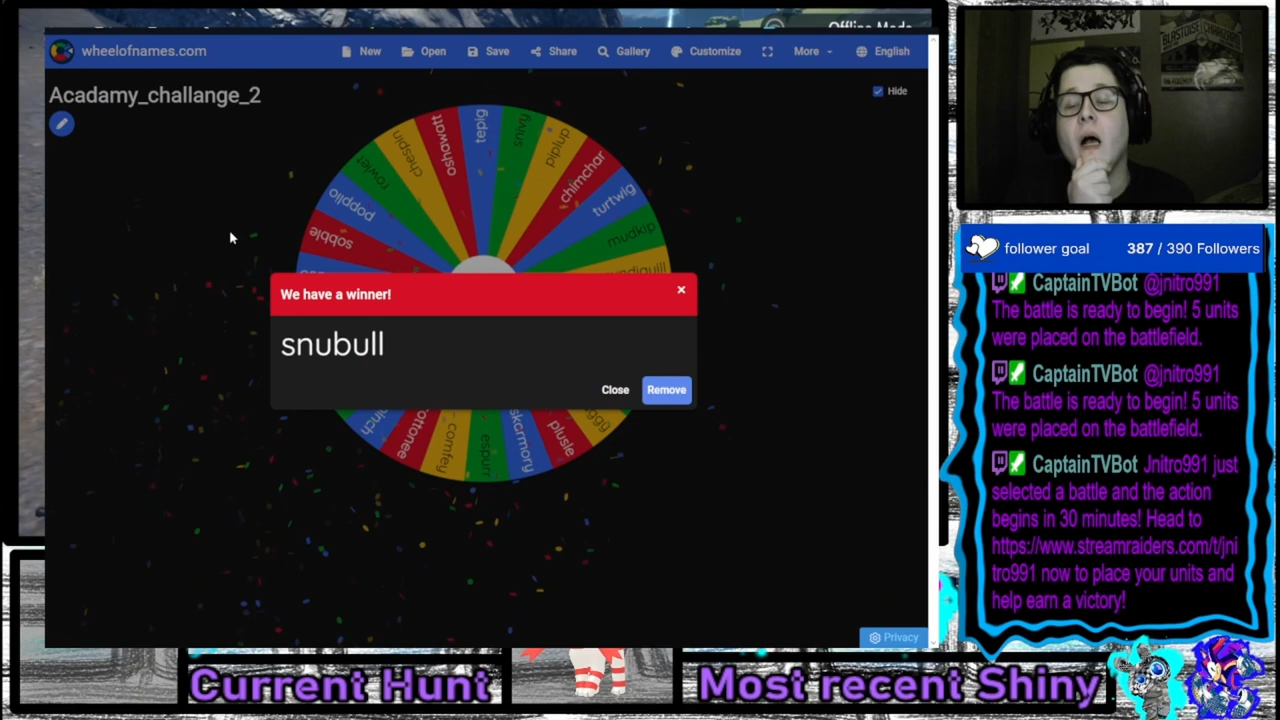 Offline Mode
wheelofnames.com New Open Save Share Gallery Customize More English
Acadamy_challange_2
Hide
sobble
popplio
rowlet
chespin
oshawatt
tepig
snivy
piplup
chimchar
turtwig
mudkip
We have a winner!
snubull
Close Remove
comfey
espurr
skarmory
plusle
Privacy
follower goal 387 / 390 Followers
CaptainTVBot @jnitro991
The battle is ready to begin! 5 units
were placed on the battlefield.
CaptainTVBot @jnitro991
The battle is ready to begin! 5 units
were placed on the battlefield.
CaptainTVBot Jnitro991 just
selected a battle and the action
begins in 30 minutes! Head to
https://www.streamraiders.com/t/jni
tro991 now to place your units and
help earn a victory!
Current Hunt
Most recent Shiny